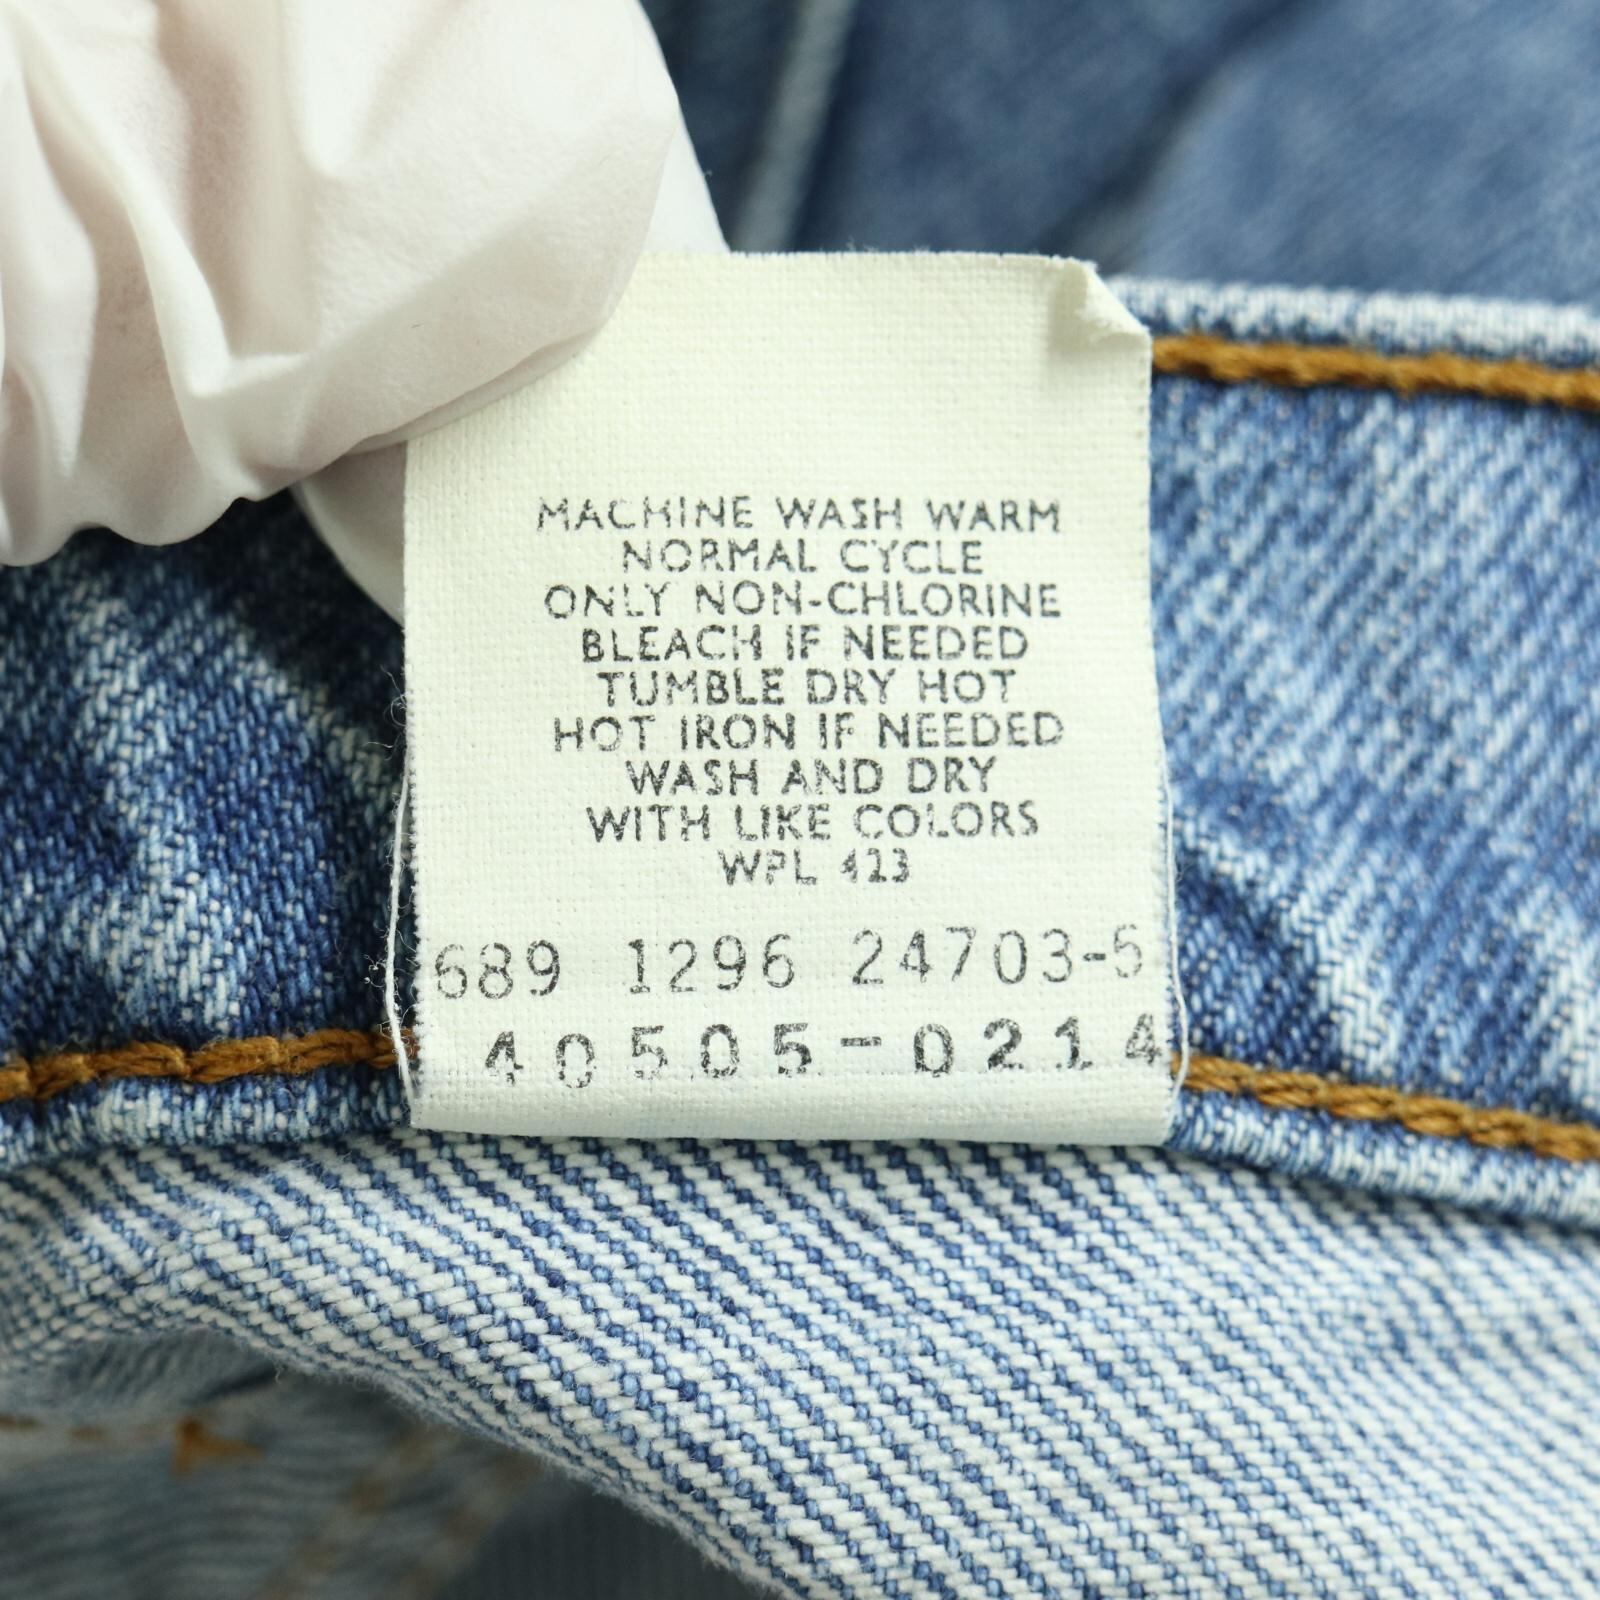 MACHINE WASH WARM
NORMAL CYCLE
ONLY NON-CHLORINE
BLEACH IF NEEDED
TUMBLE DRY HOT
HOT IRON IF NEEDED
WASH AND DRY
WITH LIKE COLORS
WPL 423
689 1296 24703-5
40505-0214